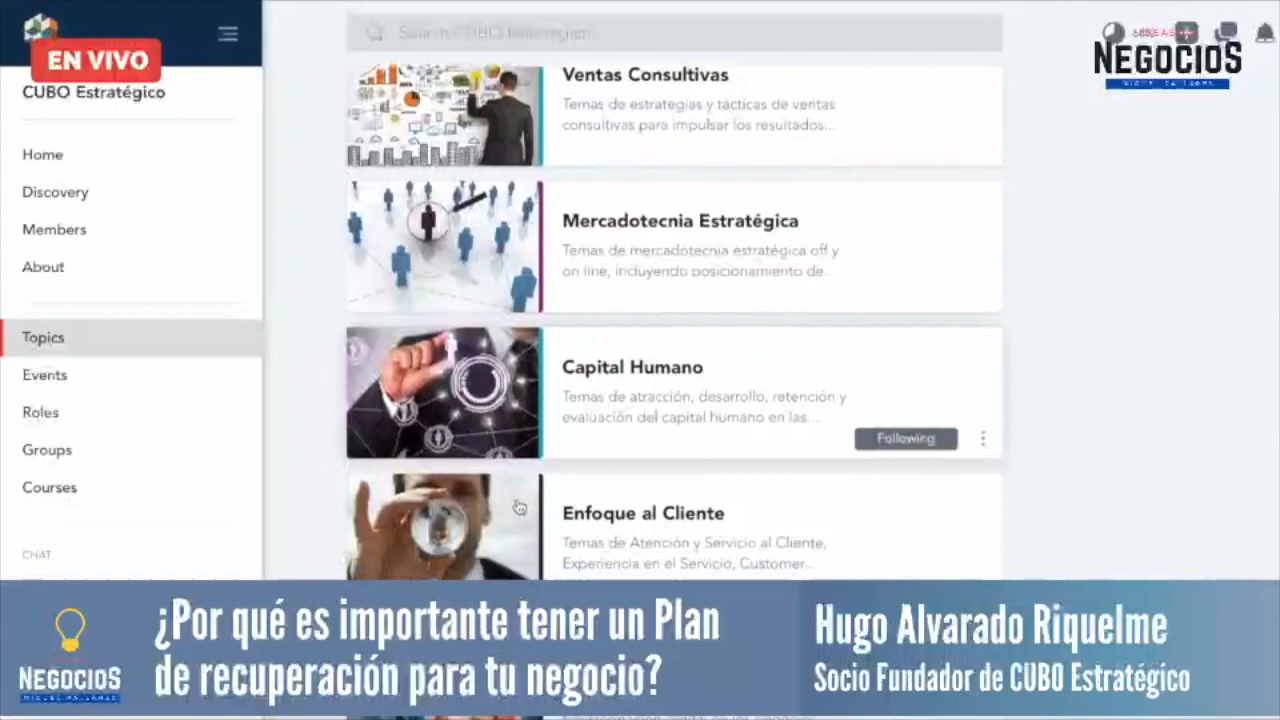 EN VIVO
CUBO Estratégico
Home
Discovery
Members
About
Topics
Events
Roles
Groups
Courses
CHAT
Search CUBO Estratégico
NEGOCIOS
Ventas Consultivas
Temas de estrategias y tácticas de ventas
consultivas para impulsar los resultados...
Mercadotecnia Estratégica
Temas de mercadotecnia estratégica off y
on line, incluyendo posicionamiento de...
Capital Humano
Temas de atracción, desarrollo, retención y
evaluación del capital humano en las...
Following
Enfoque al Cliente
Temas de Atención y Servicio al Cliente,
Experiencia en el Servicio, Customer...
NEGOCIOS
¿Por qué es importante tener un Plan
de recuperación para tu negocio?
Hugo Alvarado Riquelme
Socio Fundador de CUBO Estratégico